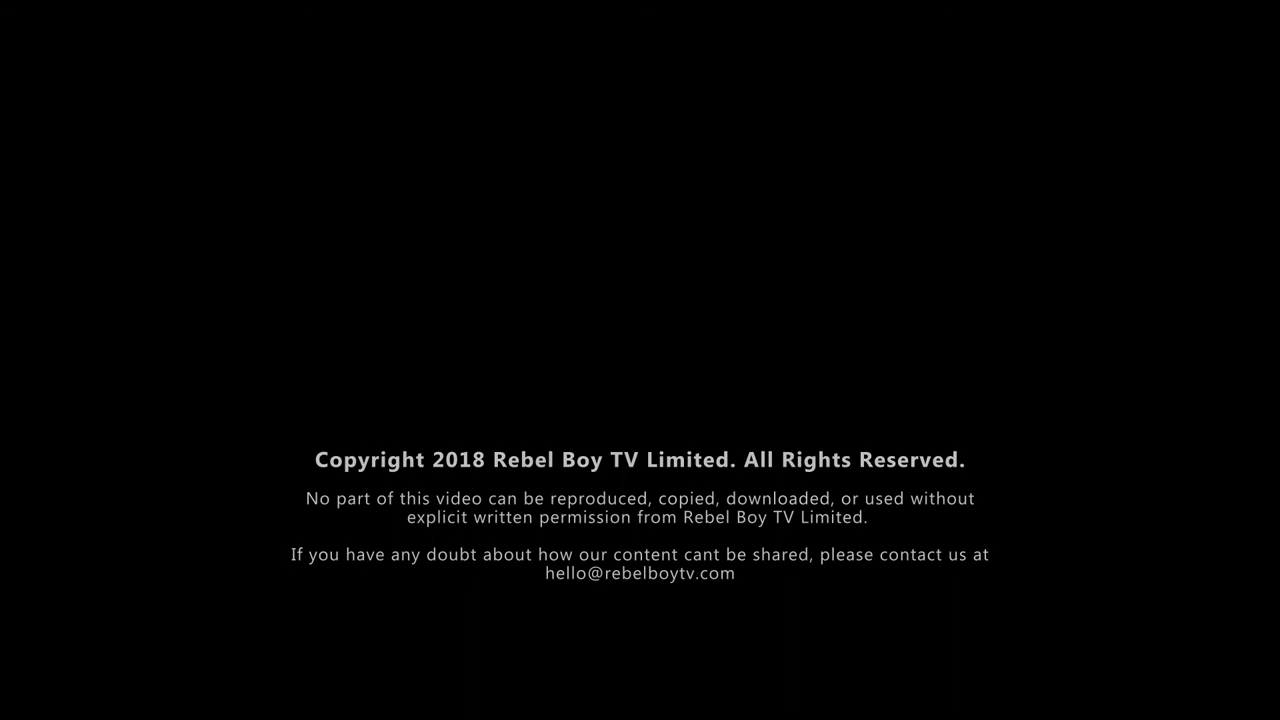 Copyright 2018 Rebel Boy TV Limited. All Rights Reserved.
No part of this video can be reproduced, copied, downloaded, or used without
explicit written permission from Rebel Boy TV Limited.
If you have any doubt about how our content cant be shared, please contact us at
hello@rebelboytv.com